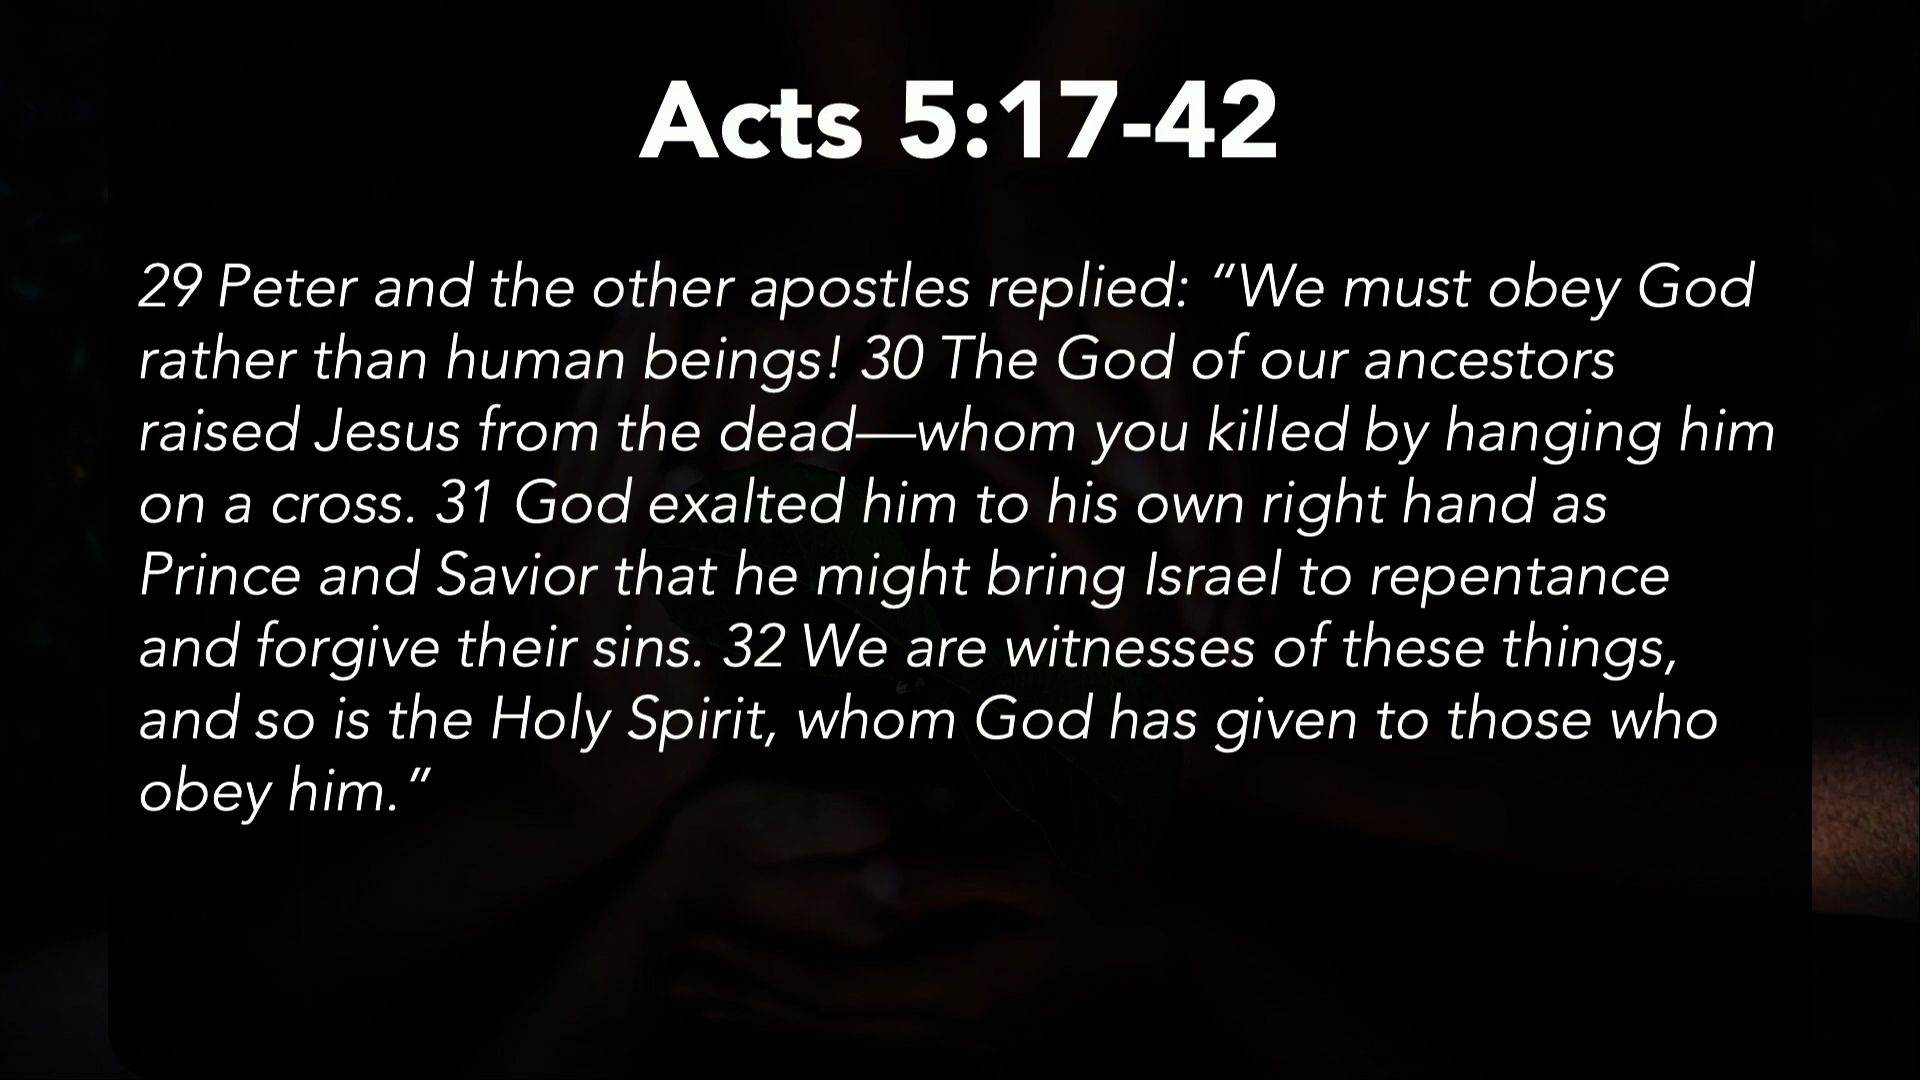 Acts 5:17-42
29 Peter and the other apostles replied: “We must obey God
rather than human beings! 30 The God of our ancestors
raised Jesus from the dead—whom you killed by hanging him
on a cross. 31 God exalted him to his own right hand as
Prince and Savior that he might bring Israel to repentance
and forgive their sins. 32 We are witnesses of these things,
and so is the Holy Spirit, whom God has given to those who
obey him.”